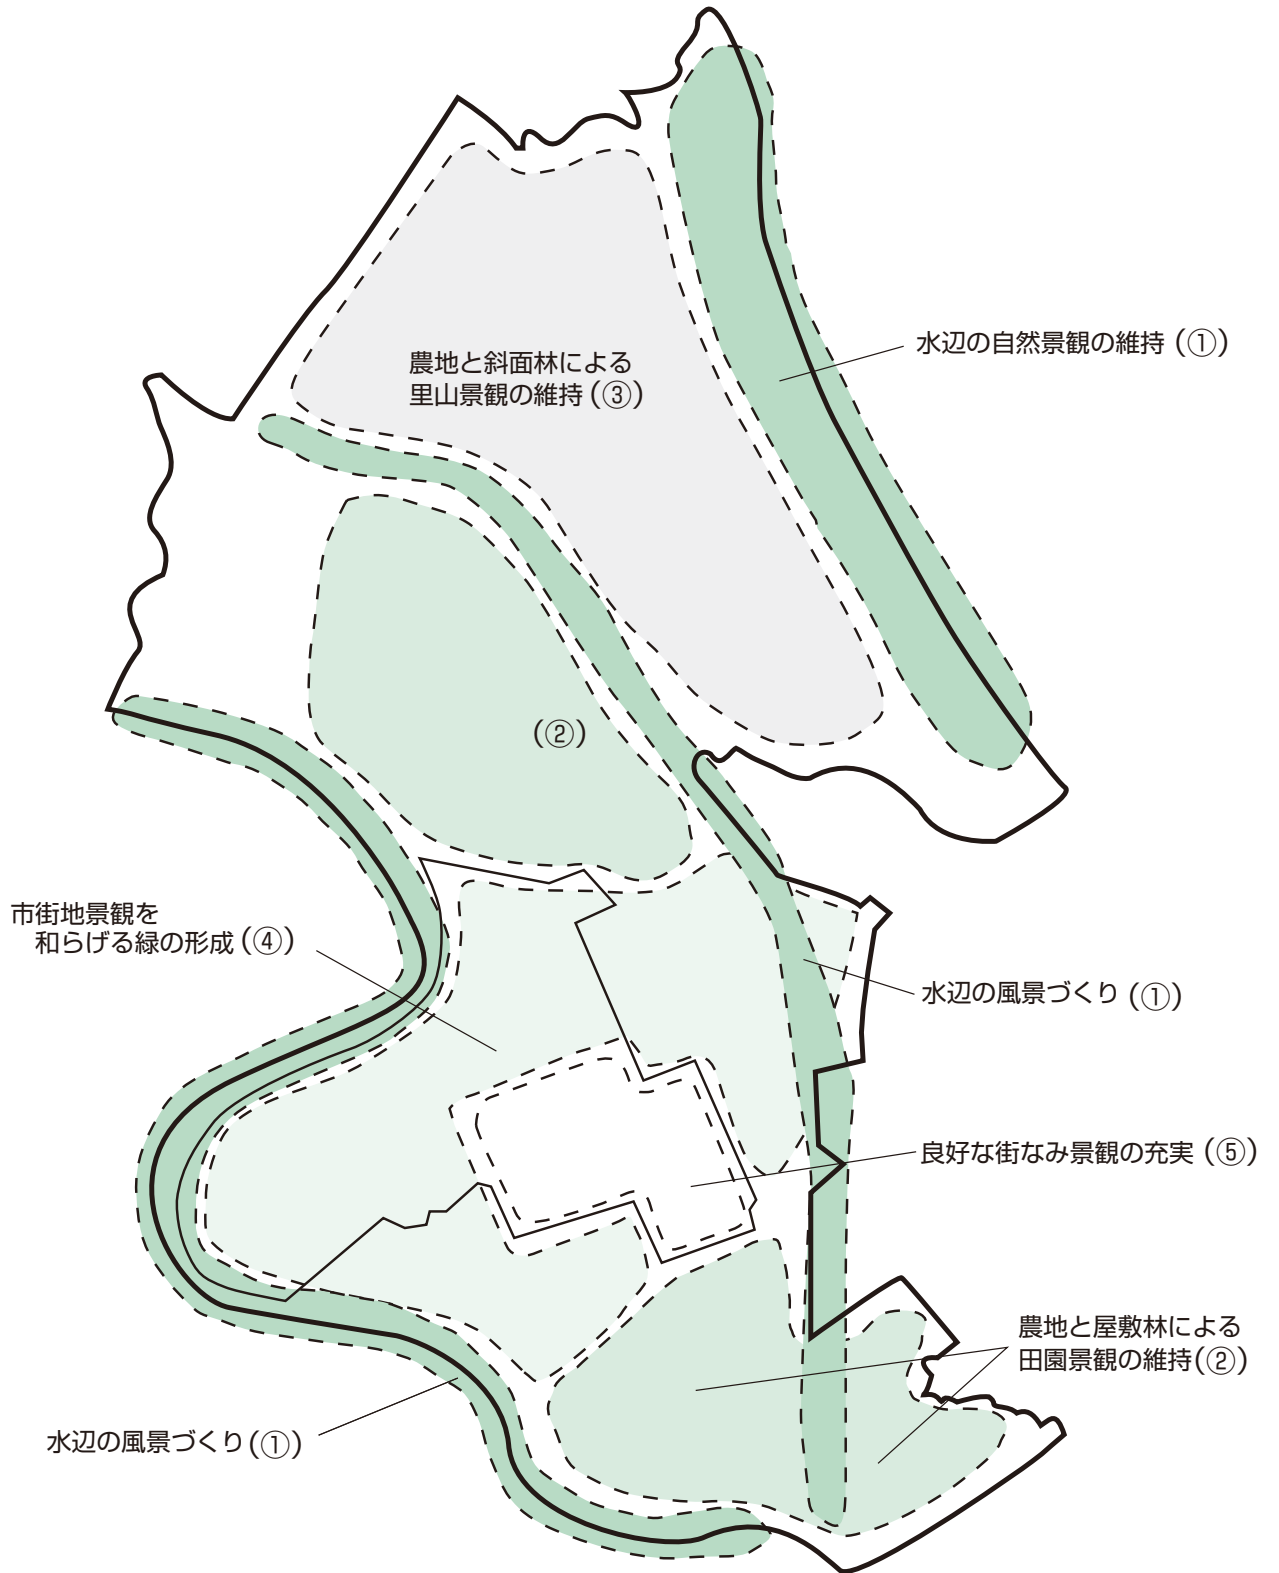 水辺の自然景観の維持(①)
農地と斜面林による
里山景観の維持(③)
(②)
市街地景観を
和らげる緑の形成(④)
水辺の風景づくり(①)
良好な街なみ景観の充実(⑤)
農地と屋敷林による
田園景観の維持(②)
水辺の風景づくり(①)